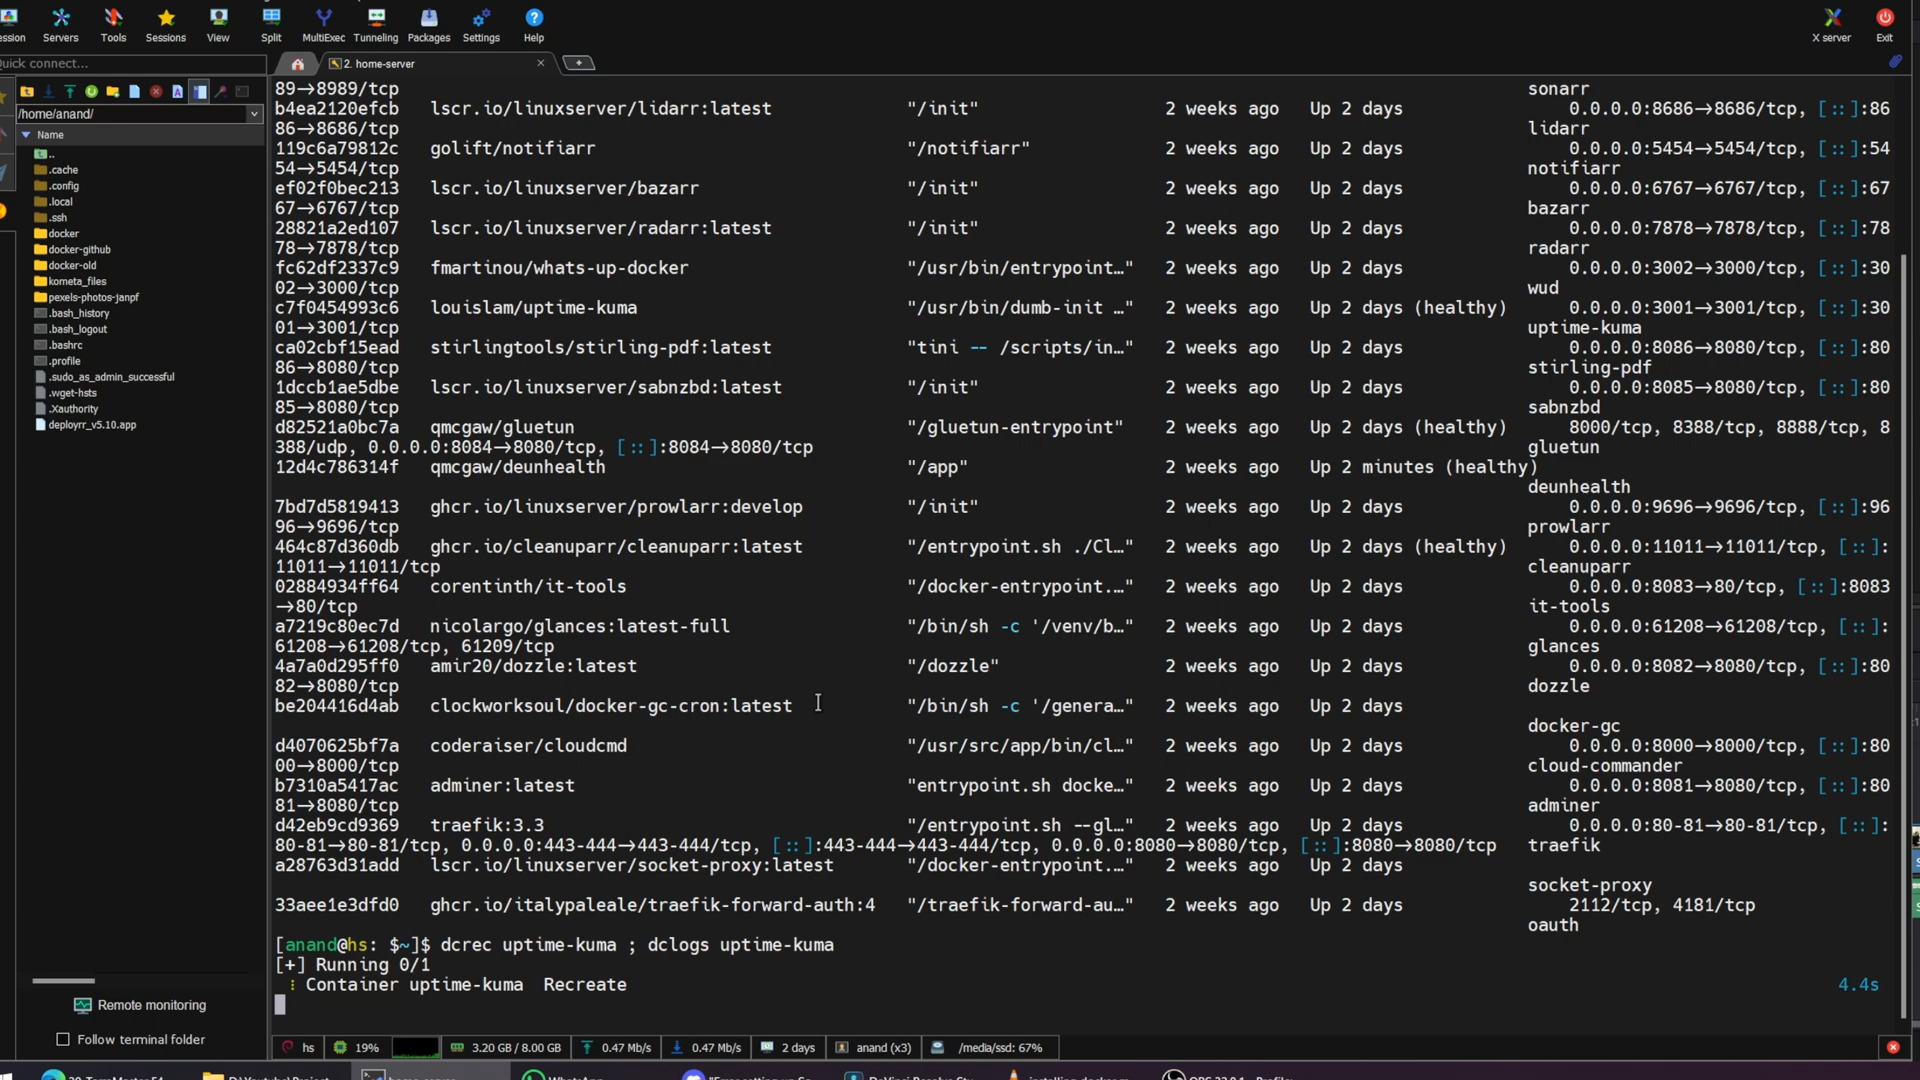 Servers Tools Sessions View Split MultiExec Tunneling Packages Settings Help X server Exit
2. home-server
/home/anand/
Name
..
.cache
.config
.local
.ssh
docker
docker-github
docker-old
kometa_files
pexels-photos-janpf
.bash_history
.bash_logout
.bashrc
.profile
.sudo_as_admin_successful
.wget-hsts
.Xauthority
deployrr_v5.10.app
Remote monitoring
Follow terminal folder
89→8989/tcp sonarr
b4ea2120efcb lscr.io/linuxserver/lidarr:latest "/init" 2 weeks ago Up 2 days 0.0.0.0:8686→8686/tcp, [::]:86
86→8686/tcp lidarr
119c6a79812c golift/notifiarr "/notifiarr" 2 weeks ago Up 2 days 0.0.0.0:5454→5454/tcp, [::]:54
54→5454/tcp notifiarr
ef02f0bec213 lscr.io/linuxserver/bazarr "/init" 2 weeks ago Up 2 days 0.0.0.0:6767→6767/tcp, [::]:67
67→6767/tcp bazarr
28821a2ed107 lscr.io/linuxserver/radarr:latest "/init" 2 weeks ago Up 2 days 0.0.0.0:7878→7878/tcp, [::]:78
78→7878/tcp radarr
fc62df2337c9 fmartinou/whats-up-docker "/usr/bin/entrypoint…" 2 weeks ago Up 2 days 0.0.0.0:3002→3000/tcp, [::]:30
02→3000/tcp wud
c7f0454993c6 louislam/uptime-kuma "/usr/bin/dumb-init …" 2 weeks ago Up 2 days (healthy) 0.0.0.0:3001→3001/tcp, [::]:30
01→3001/tcp uptime-kuma
ca02cbf15ead stirlingtools/stirling-pdf:latest "tini -- /scripts/in…" 2 weeks ago Up 2 days 0.0.0.0:8086→8080/tcp, [::]:80
86→8080/tcp stirling-pdf
1dccb1ae5dbe lscr.io/linuxserver/sabnzbd:latest "/init" 2 weeks ago Up 2 days 0.0.0.0:8085→8080/tcp, [::]:80
85→8080/tcp sabnzbd
d82521a0bc7a qmcgaw/gluetun "/gluetun-entrypoint" 2 weeks ago Up 2 days (healthy) 8000/tcp, 8388/tcp, 8888/tcp, 8
388/udp, 0.0.0.0:8084→8080/tcp, [::]:8084→8080/tcp gluetun
12d4c786314f qmcgaw/deunhealth "/app" 2 weeks ago Up 2 minutes (healthy)
deunhealth
7bd7d5819413 ghcr.io/linuxserver/prowlarr:develop "/init" 2 weeks ago Up 2 days 0.0.0.0:9696→9696/tcp, [::]:96
96→9696/tcp prowlarr
464c87d360db ghcr.io/cleanuparr/cleanuparr:latest "/entrypoint.sh ./Cl…" 2 weeks ago Up 2 days (healthy) 0.0.0.0:11011→11011/tcp, [::]:
11011→11011/tcp cleanuparr
02884934ff64 corentinth/it-tools "/docker-entrypoint.…" 2 weeks ago Up 2 days 0.0.0.0:8083→80/tcp, [::]:8083
→80/tcp it-tools
a7219c80ec7d nicolargo/glances:latest-full "/bin/sh -c '/venv/b…" 2 weeks ago Up 2 days 0.0.0.0:61208→61208/tcp, [::]:
61208→61208/tcp, 61209/tcp glances
4a7a0d295ff0 amir20/dozzle:latest "/dozzle" 2 weeks ago Up 2 days 0.0.0.0:8082→8080/tcp, [::]:80
82→8080/tcp dozzle
be204416d4ab clockworksoul/docker-gc-cron:latest "/bin/sh -c '/genera…" 2 weeks ago Up 2 days
docker-gc
d4070625bf7a coderaiser/cloudcmd "/usr/src/app/bin/cl…" 2 weeks ago Up 2 days 0.0.0.0:8000→8000/tcp, [::]:80
00→8000/tcp cloud-commander
b7310a5417ac adminer:latest "entrypoint.sh docke…" 2 weeks ago Up 2 days 0.0.0.0:8081→8080/tcp, [::]:80
81→8080/tcp adminer
d42eb9cd9369 traefik:3.3 "/entrypoint.sh --gl…" 2 weeks ago Up 2 days 0.0.0.0:80-81→80-81/tcp, [::]:
80-81→80-81/tcp, 0.0.0.0:443-444→443-444/tcp, [::]:443-444→443-444/tcp, 0.0.0.0:8080→8080/tcp, [::]:8080→8080/tcp traefik
a28763d31add lscr.io/linuxserver/socket-proxy:latest "/docker-entrypoint.…" 2 weeks ago Up 2 days
socket-proxy
33aee1e3dfd0 ghcr.io/italypaleale/traefik-forward-auth:4 "/traefik-forward-au…" 2 weeks ago Up 2 days 2112/tcp, 4181/tcp
oauth
[anand@hs: $~]$ dcrec uptime-kuma ; dclogs uptime-kuma
[+] Running 0/1
⠇ Container uptime-kuma Recreate 4.4s
hs 19% 3.20 GB / 8.00 GB 0.47 Mb/s 0.47 Mb/s 2 days anand (x3) /media/ssd: 67%